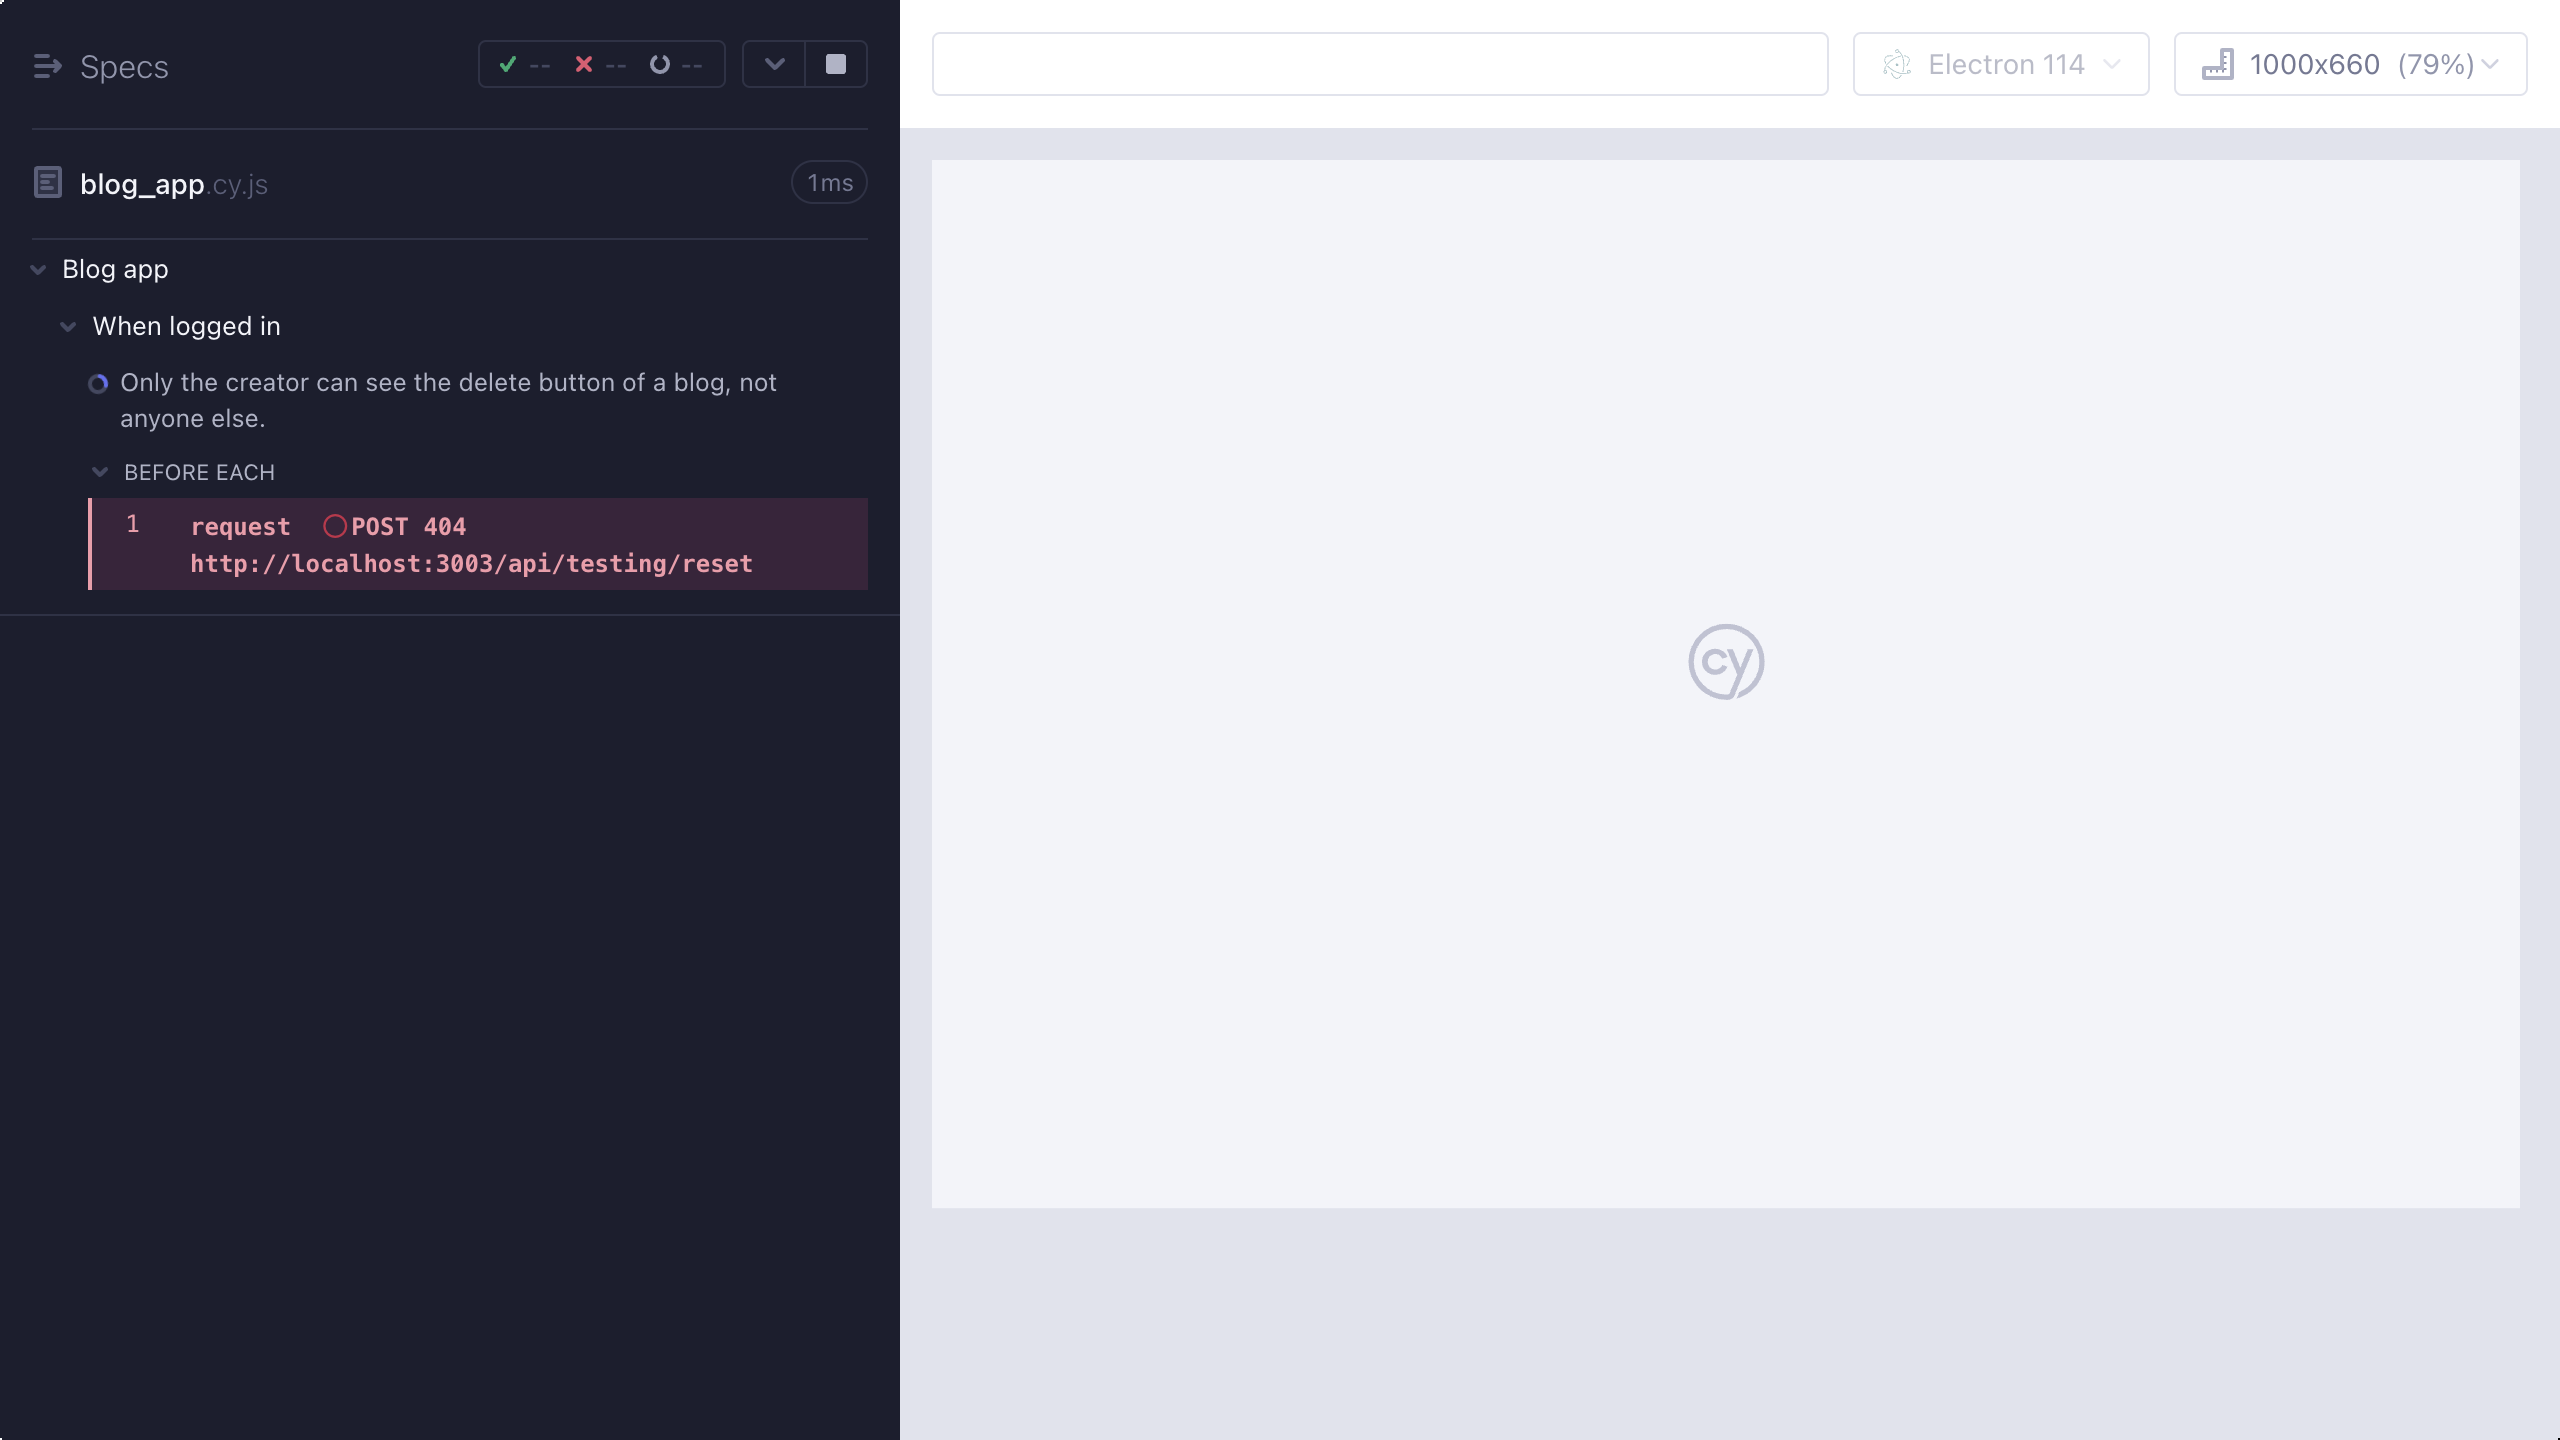 Specs
-- -- --
blog_app.cy.js
1ms
Blog app
When logged in
Only the creator can see the delete button of a blog, not
anyone else.
BEFORE EACH
1 request POST 404
http://localhost:3003/api/testing/reset
Electron 114
1000x660 (79%)
cy